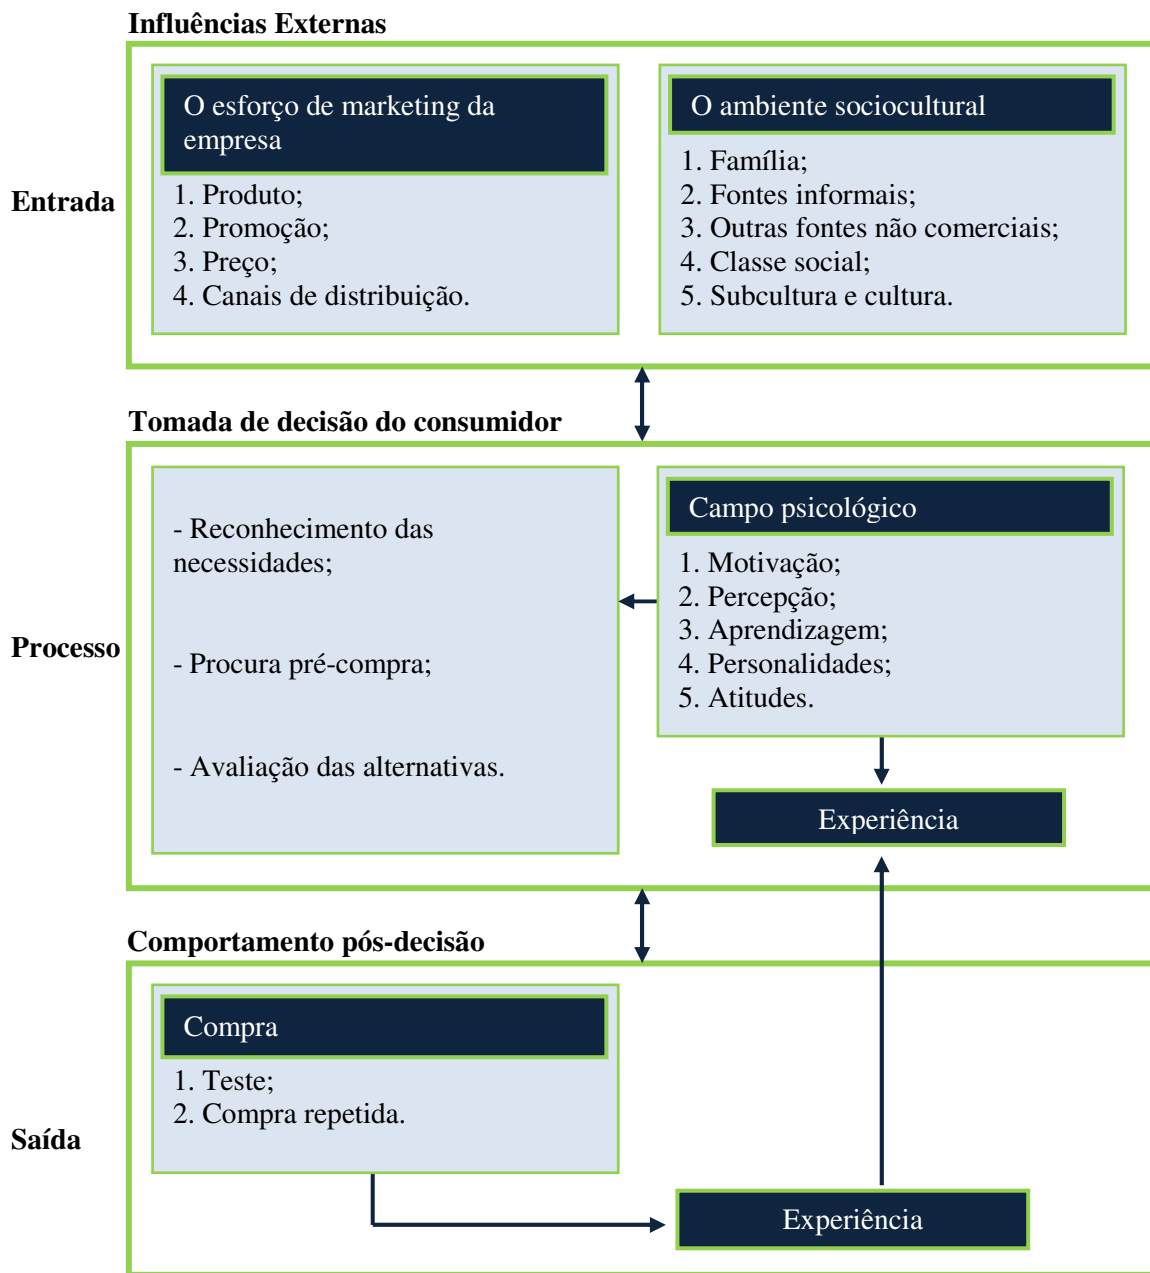 Influências Externas
Entrada
O esforço de marketing da
empresa
1. Produto;
2. Promoção;
3. Preço;
4. Canais de distribuição.
O ambiente sociocultural
1. Família;
2. Fontes informais;
3. Outras fontes não comerciais;
4. Classe social;
5. Subcultura e cultura.
Tomada de decisão do consumidor
Processo
- Reconhecimento das
necessidades;
- Procura pré-compra;
- Avaliação das alternativas.
Campo psicológico
1. Motivação;
2. Percepção;
3. Aprendizagem;
4. Personalidades;
5. Atitudes.
Experiência
Comportamento pós-decisão
Saída
Compra
1. Teste;
2. Compra repetida.
Experiência